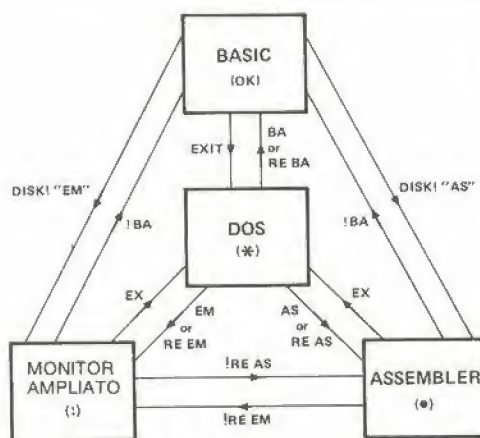 BASIC
(OK)
EXIT
BA
or
RE BA
DISK! "EM"
!BA
DISK! "AS"
!BA
DOS
(*)
EX
EM
or
RE EM
AS
or
RE AS
EX
MONITOR
AMPLIATO
(:)
!RE AS
!RE EM
ASSEMBLER
(●)